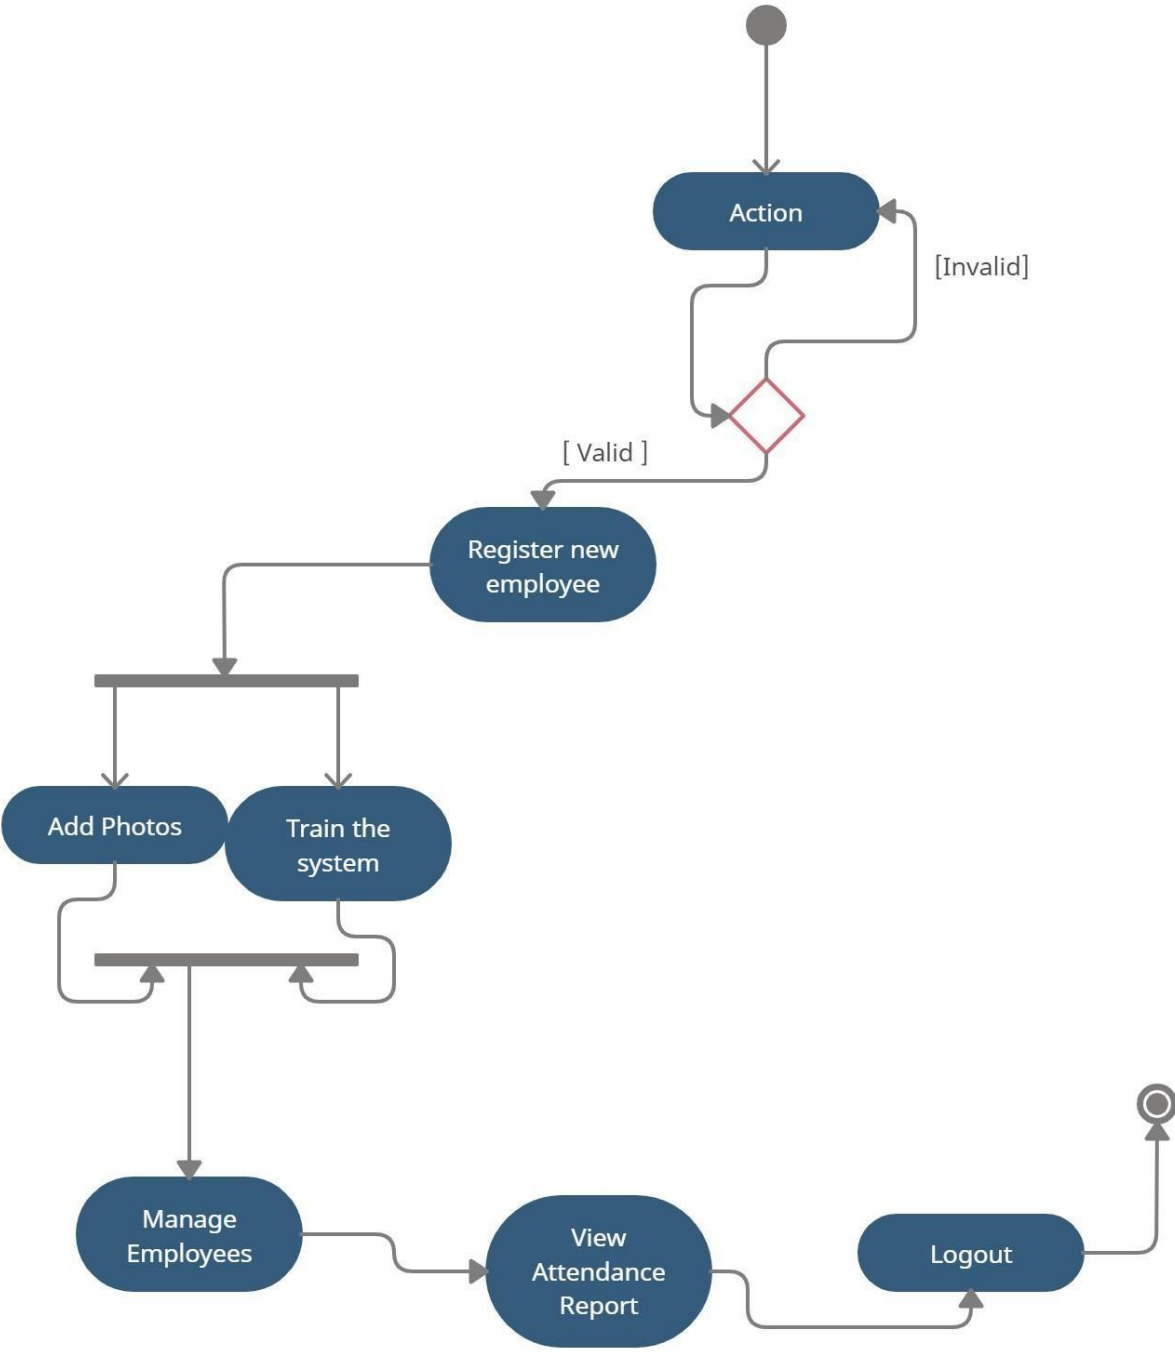 Action
[Invalid]
[ Valid ]
Register new
employee
Add Photos
Train the
system
Manage
Employees
View
Attendance
Report
Logout